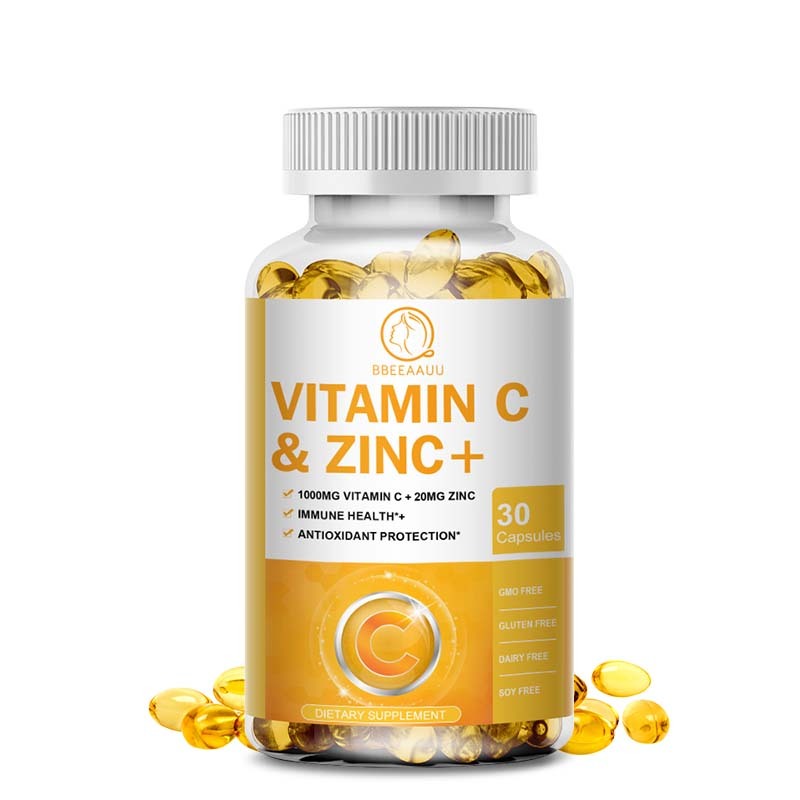 BBEEAAUU
VITAMIN C
& ZINC+
1000MG VITAMIN C + 20MG ZINC
IMMUNE HEALTH*+
ANTIOXIDANT PROTECTION*
30
Capsules
GMO FREE
GLUTEN FREE
DAIRY FREE
SOY FREE
C
DIETARY SUPPLEMENT